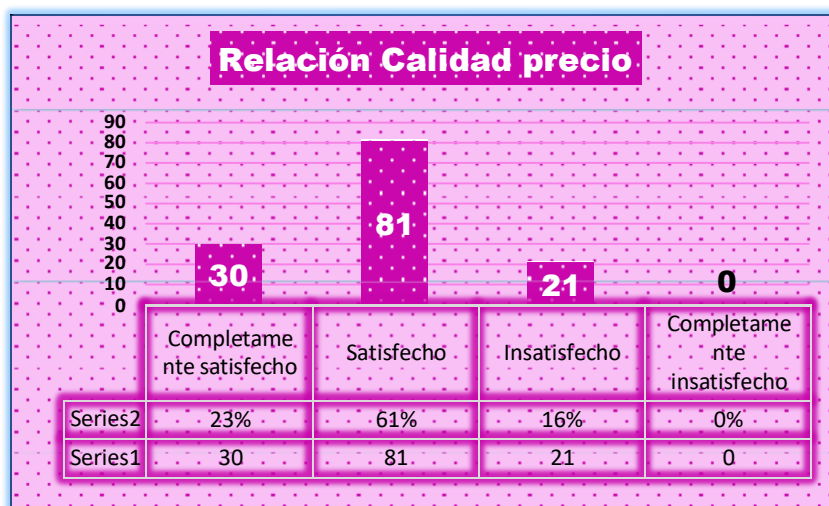 Relación Calidad precio
90
80
70
60
50
40
30
20
10
0
30
81
21
0
Completame
nte satisfecho
Satisfecho
Insatisfecho
Completame
nte
insatisfecho
Series2 23% 61% 16% 0%
Series1 30 81 21 0